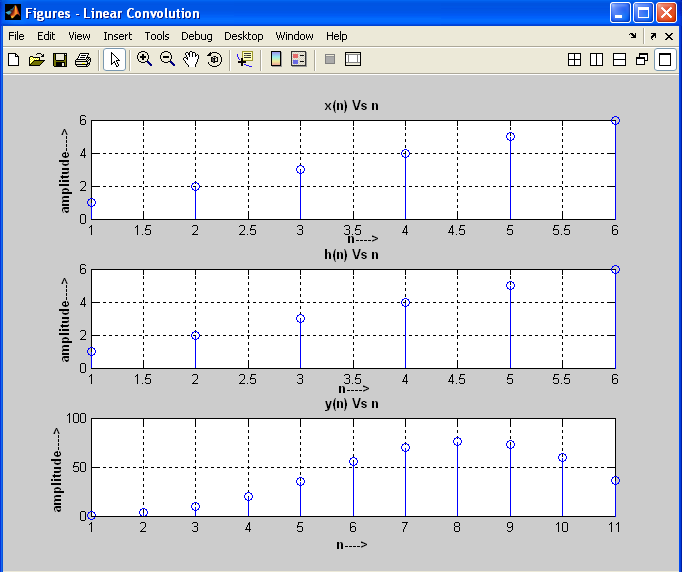 Figures - Linear Convolution
File Edit View Insert Tools Debug Desktop Window Help
x(n) Vs n
amplitude---->
6
4
2
0
1 1.5 2 2.5 3 3.5 4 4.5 5 5.5 6
n---->
h(n) Vs n
amplitude---->
6
4
2
0
1 1.5 2 2.5 3 3.5 4 4.5 5 5.5 6
n---->
y(n) Vs n
amplitude---->
100
50
0
1 2 3 4 5 6 7 8 9 10 11
n---->